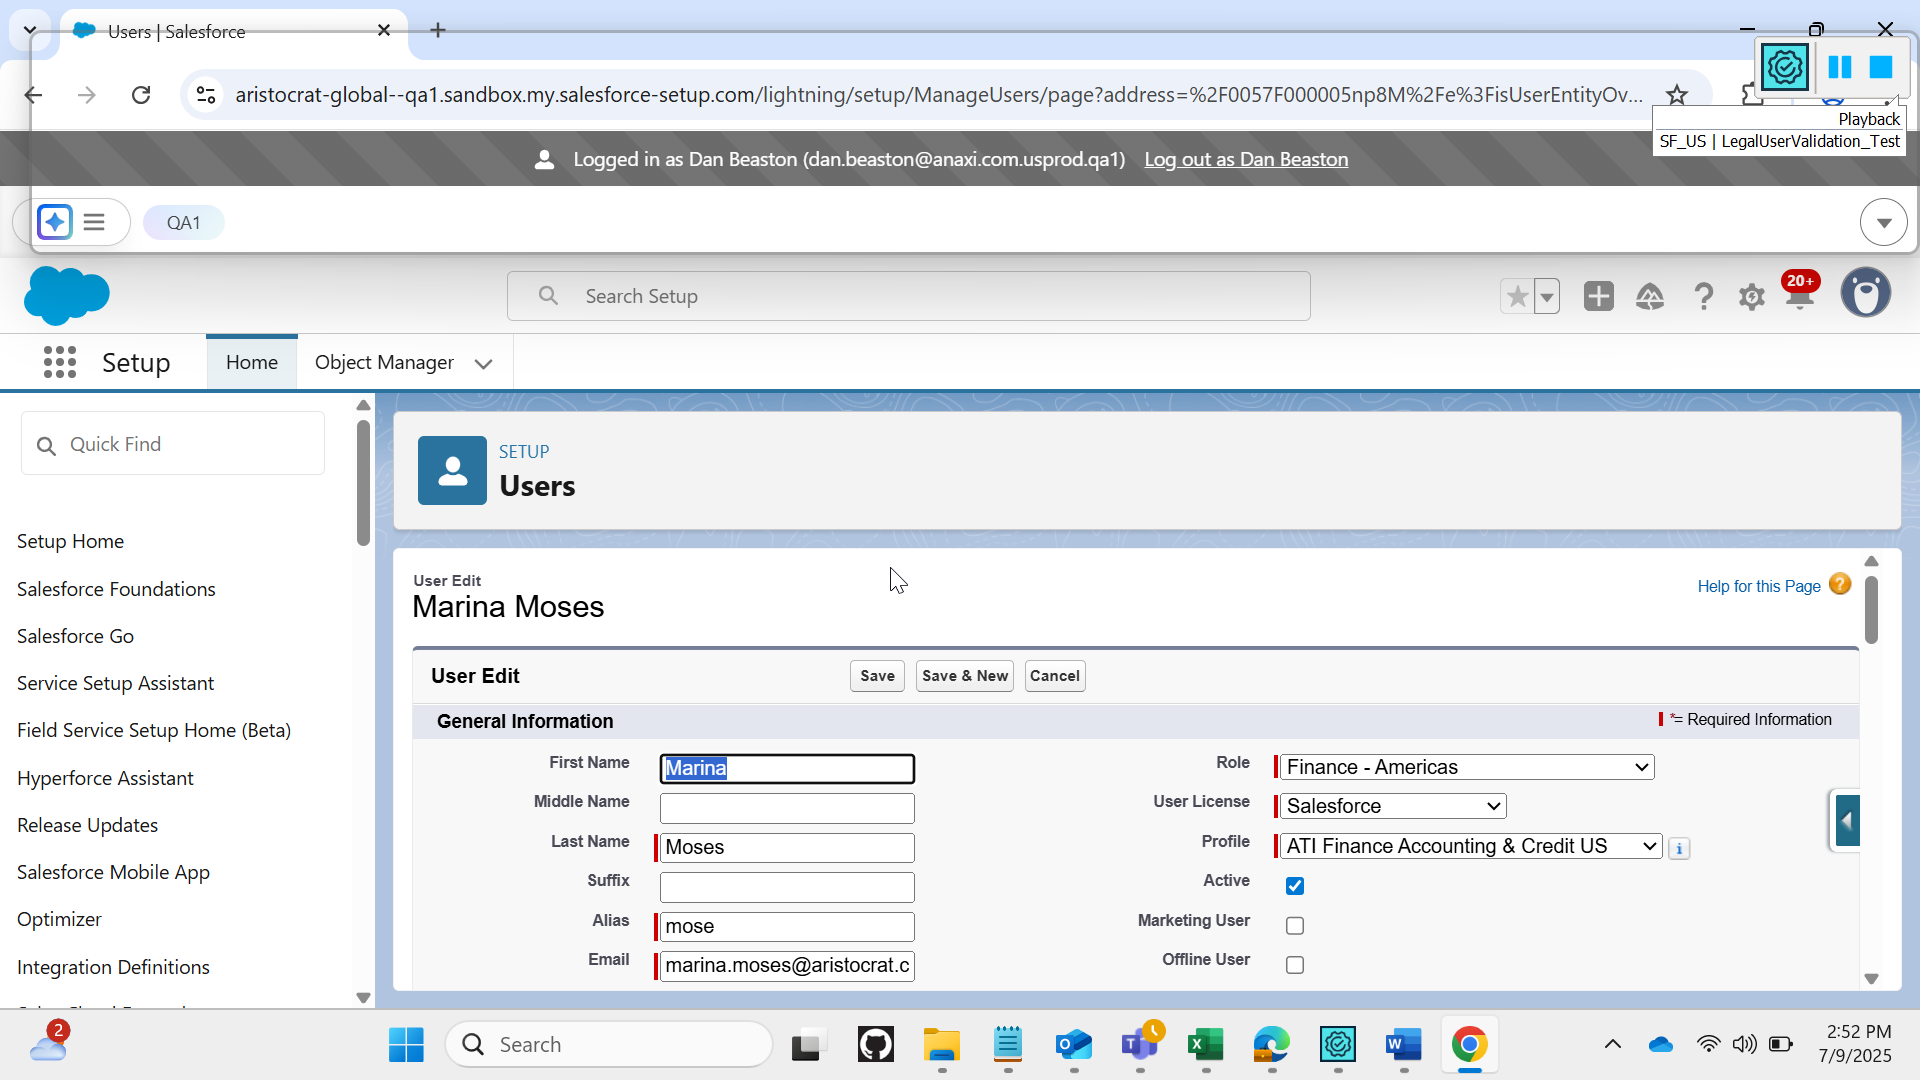 Users | Salesforce
aristocrat-global--qa1.sandbox.my.salesforce-setup.com/lightning/setup/ManageUsers/page?address=%2F0057F000005np8M%2Fe%3FisUserEntityOv...
Playback
SF_US | LegalUserValidation_Test
Logged in as Dan Beaston (dan.beaston@anaxi.com.usprod.qa1) Log out as Dan Beaston
QA1
Search Setup
20+
Setup
Home
Object Manager
Quick Find
Setup Home
Salesforce Foundations
Salesforce Go
Service Setup Assistant
Field Service Setup Home (Beta)
Hyperforce Assistant
Release Updates
Salesforce Mobile App
Optimizer
Integration Definitions
SETUP
Users
User Edit
Marina Moses
Help for this Page ?
User Edit
Save
Save & New
Cancel
General Information
*= Required Information
First Name Marina
Middle Name
Last Name Moses
Suffix
Alias mose
Email marina.moses@aristocrat.c
Role Finance - Americas
User License Salesforce
Profile ATI Finance Accounting & Credit US
Active
Marketing User
Offline User
2
Search
2:52 PM
7/9/2025